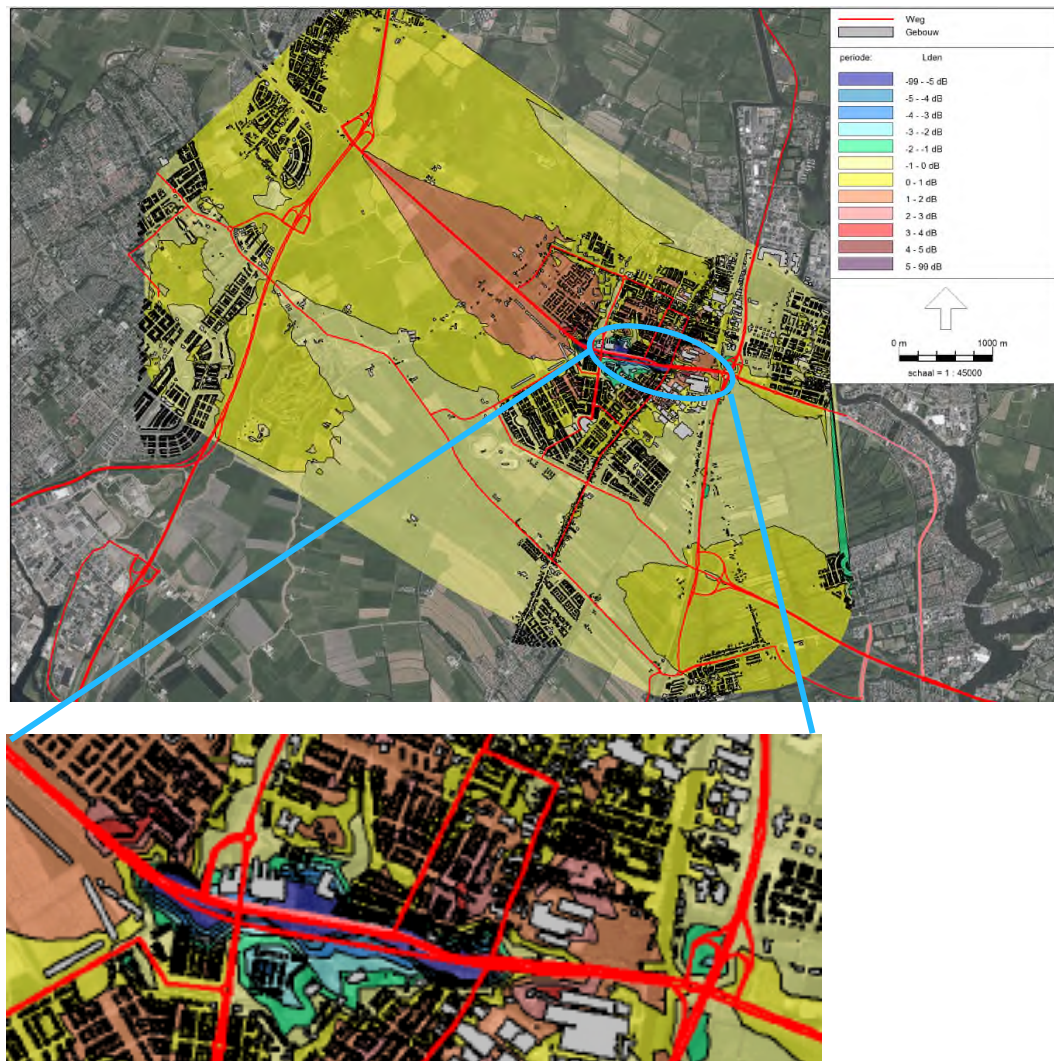 Weg
Gebouw
periode: Lden
-99 - -5 dB
-5 - -4 dB
-4 - -3 dB
-3 - -2 dB
-2 - -1 dB
-1 - 0 dB
0 - 1 dB
1 - 2 dB
2 - 3 dB
3 - 4 dB
4 - 5 dB
5 - 99 dB
0 m 1000 m
schaal = 1 : 45000